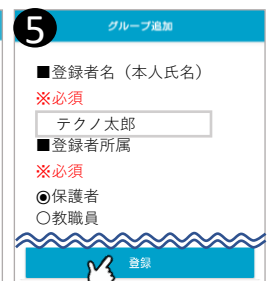 ❺
グループ追加
■登録者名（本人氏名）
※必須
テクノ太郎
■登録者所属
※必須
◉保護者
○教職員
登録